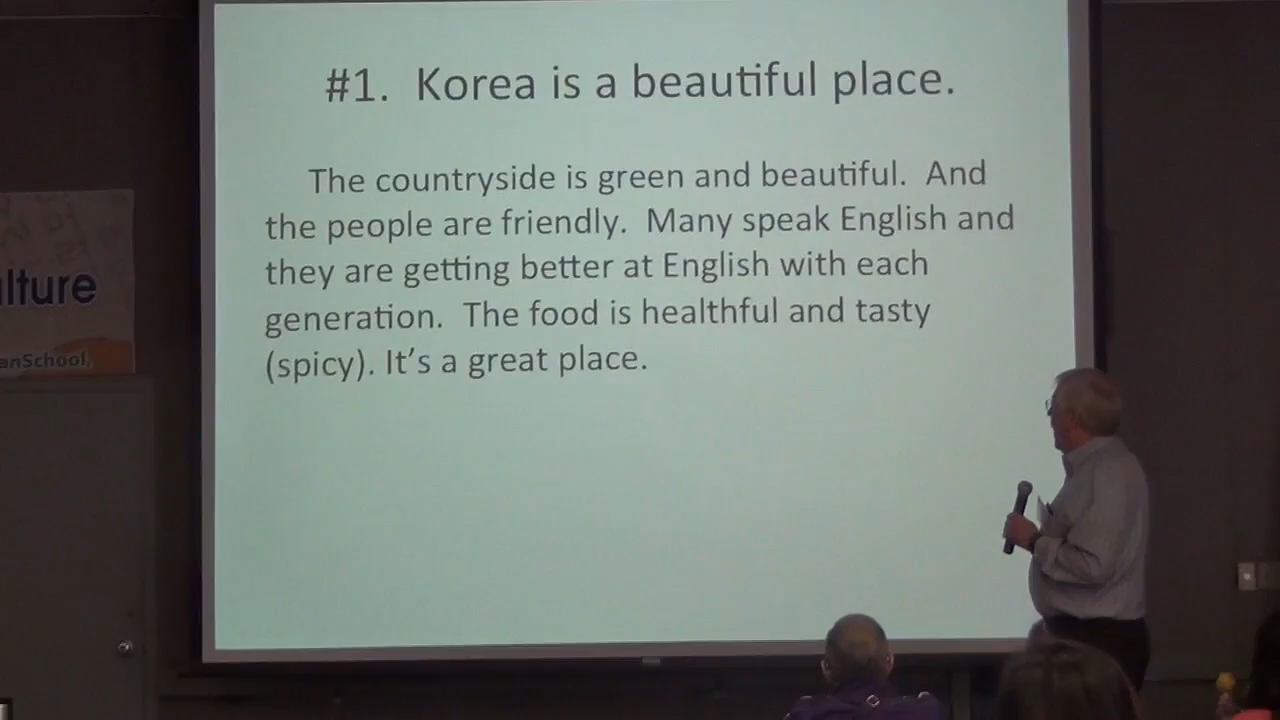 #1. Korea is a beautiful place.
The countryside is green and beautiful. And
the people are friendly. Many speak English and
they are getting better at English with each
generation. The food is healthful and tasty
(spicy). It's a great place.
lture
anSchool.